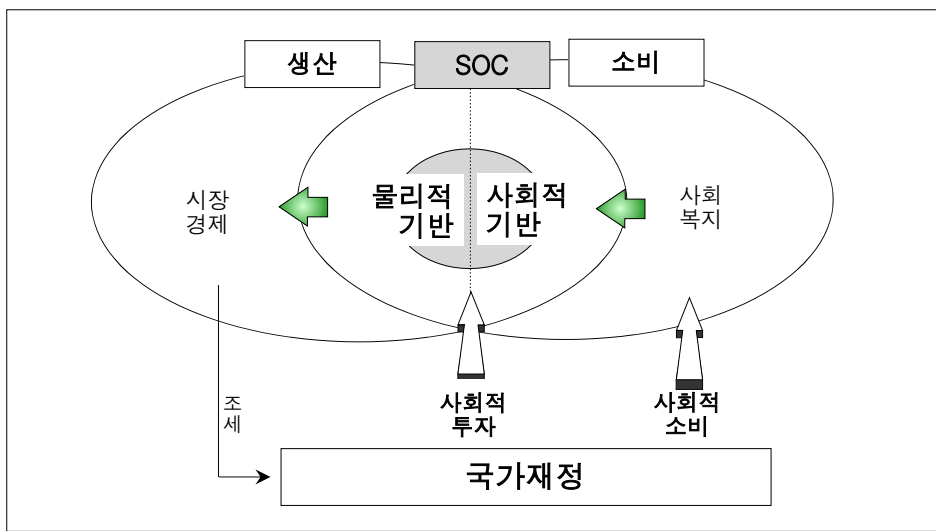 생산
SOC
소비
시장
경제
물리적
기반
사회적
기반
사회
복지
조
세
사회적
투자
사회적
소비
국가재정